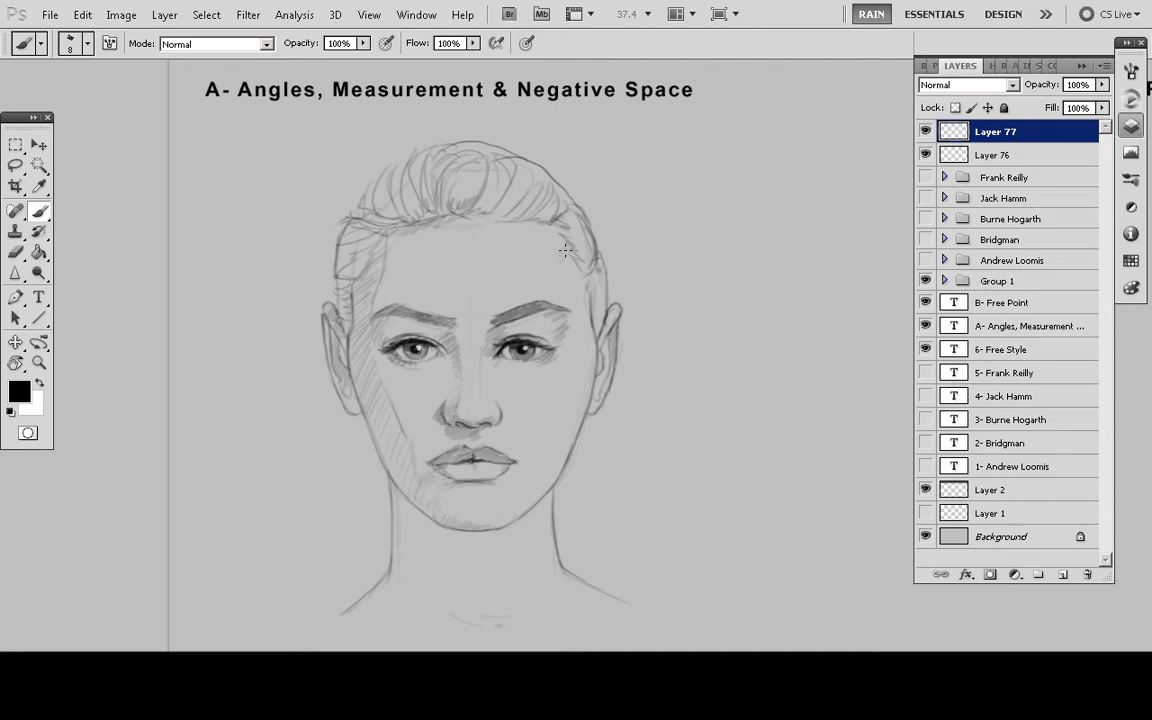 Ps File Edit Image Layer Select Filter Analysis 3D View Window Help Br Mb 37.4 RAIN ESSENTIALS DESIGN CS Live
8 Mode: Normal Opacity: 100% Flow: 100%
LAYERS
A- Angles, Measurement & Negative Space
Normal Opacity: 100%
Lock: Fill: 100%
Layer 77
Layer 76
Frank Reilly
Jack Hamm
Burne Hogarth
Bridgman
Andrew Loomis
Group 1
T B- Free Point
T A- Angles, Measurement ...
T 6- Free Style
T 5- Frank Reilly
T 4- Jack Hamm
T 3- Burne Hogarth
T 2- Bridgman
T 1- Andrew Loomis
Layer 2
Layer 1
Background